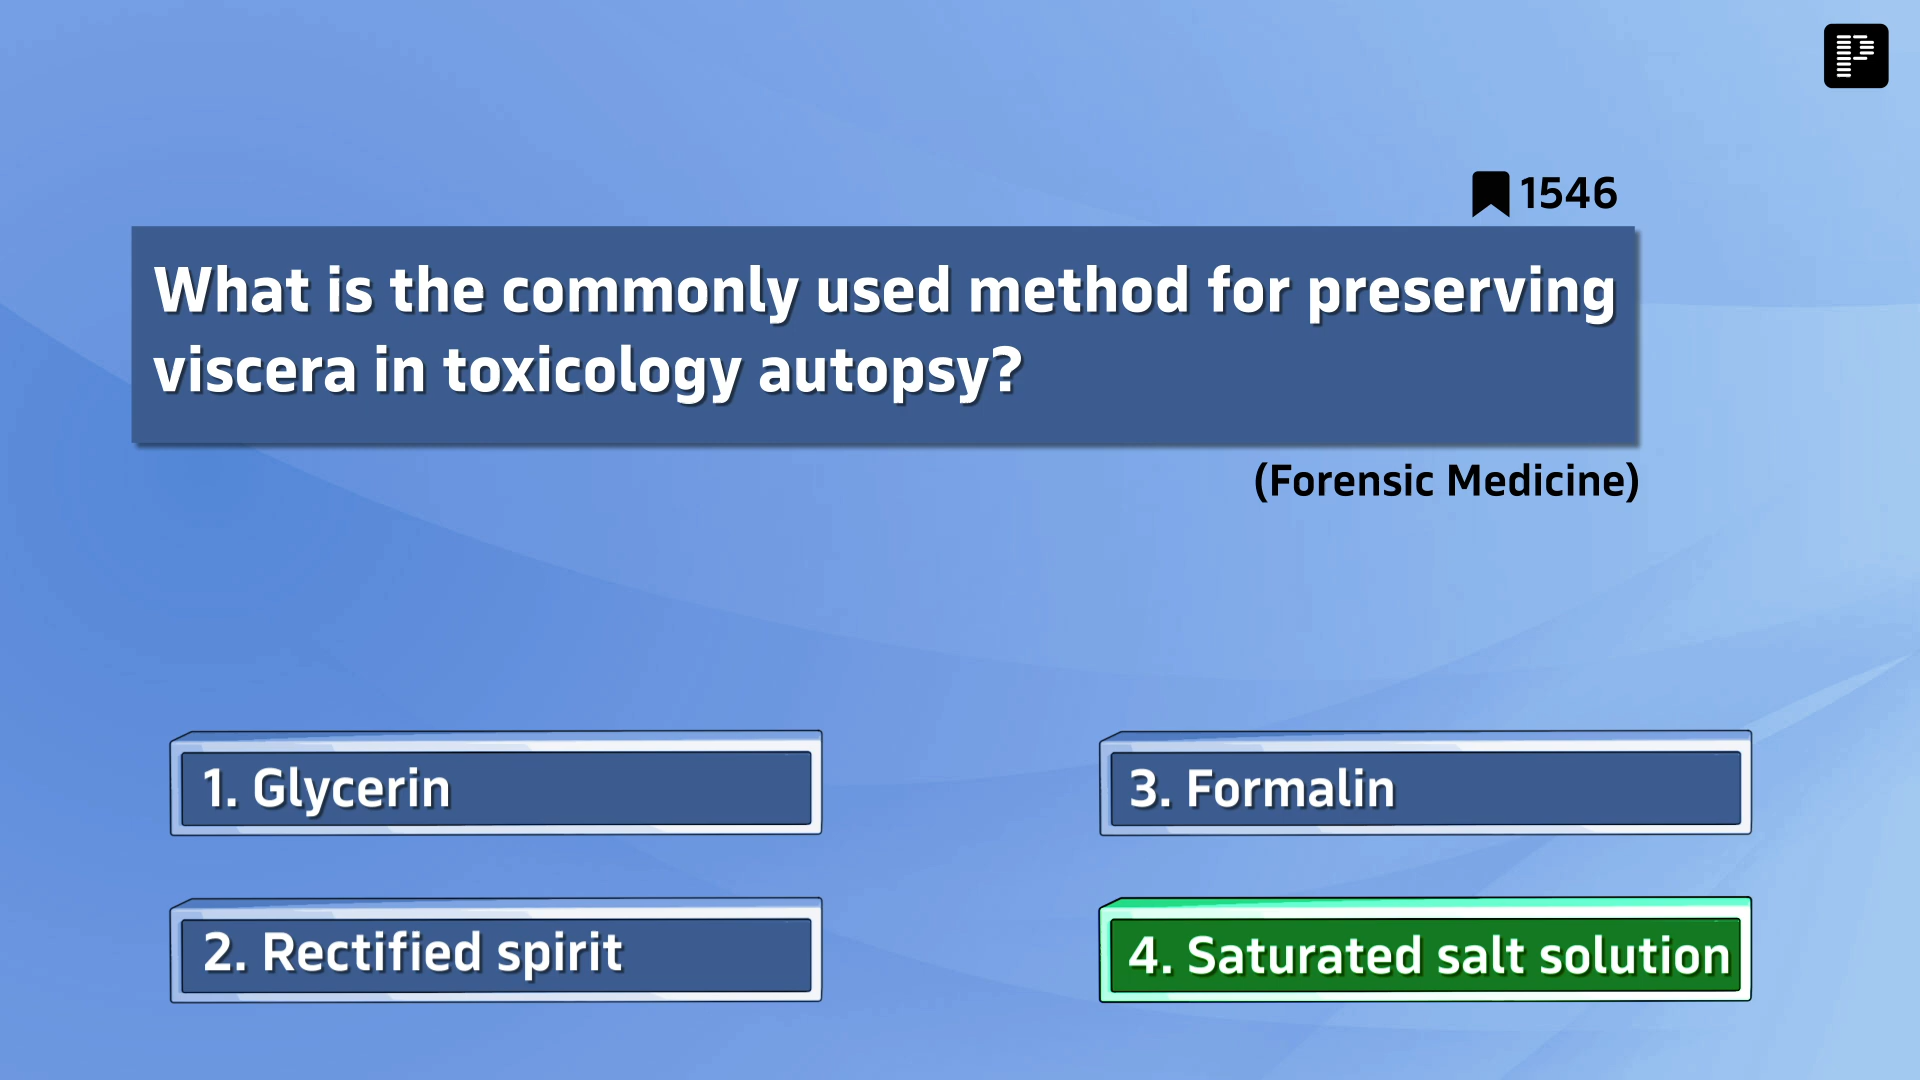 1546
What is the commonly used method for preserving
viscera in toxicology autopsy?
(Forensic Medicine)
1. Glycerin
2. Rectified spirit
3. Formalin
4. Saturated salt solution